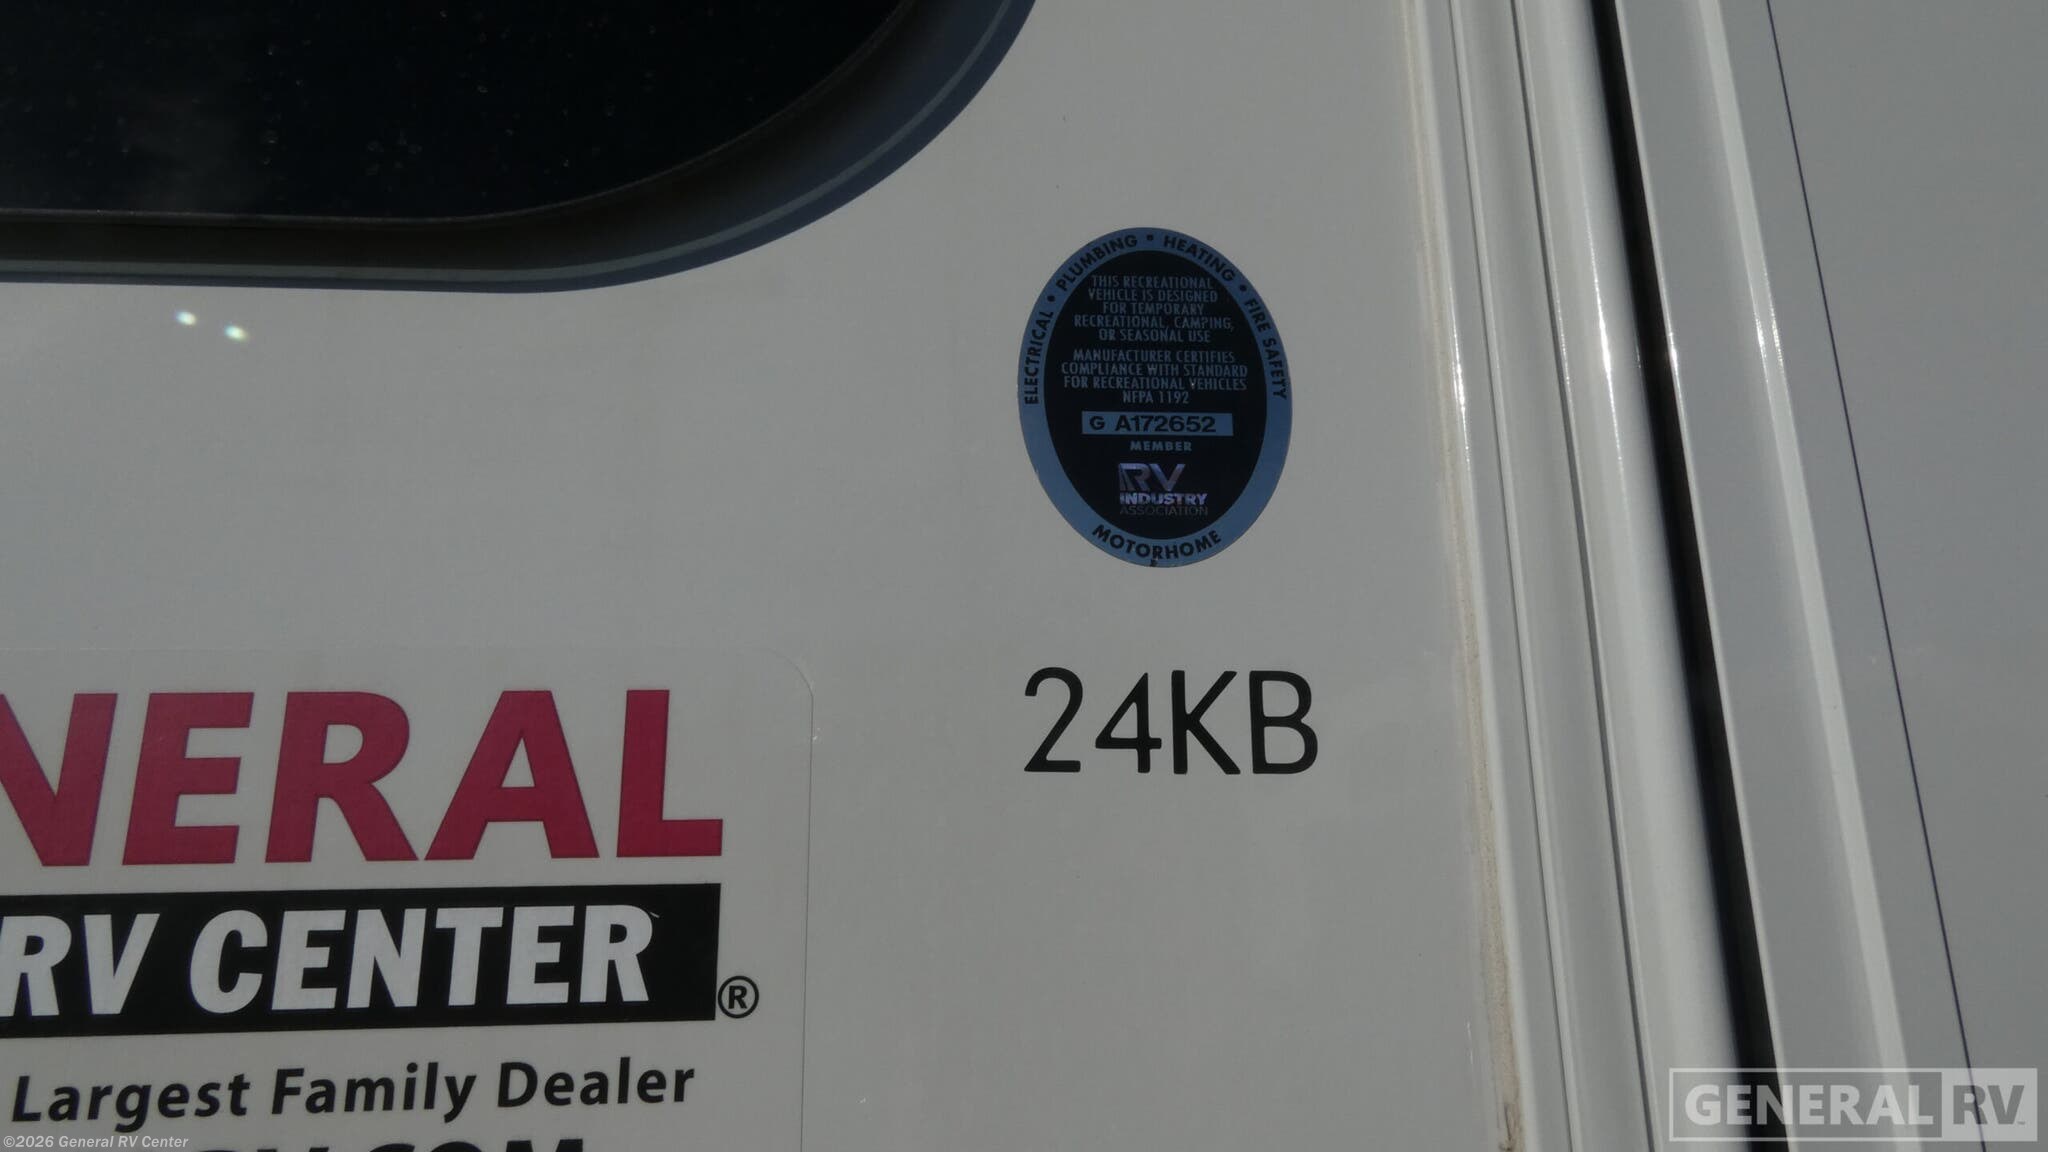 ELECTRICAL • PLUMBING • HEATING • FIRE SAFETY
THIS RECREATIONAL
VEHICLE IS DESIGNED
FOR TEMPORARY
RECREATIONAL, CAMPING,
OR SEASONAL USE
MANUFACTURER CERTIFIES
COMPLIANCE WITH STANDARD
FOR RECREATIONAL VEHICLES
NFPA 1192
G A172652
MEMBER
RV
INDUSTRY
ASSOCIATION
MOTORHOME
24KB
NERAL
RV CENTER®
Largest Family Dealer
©2026 General RV Center
GENERAL RV